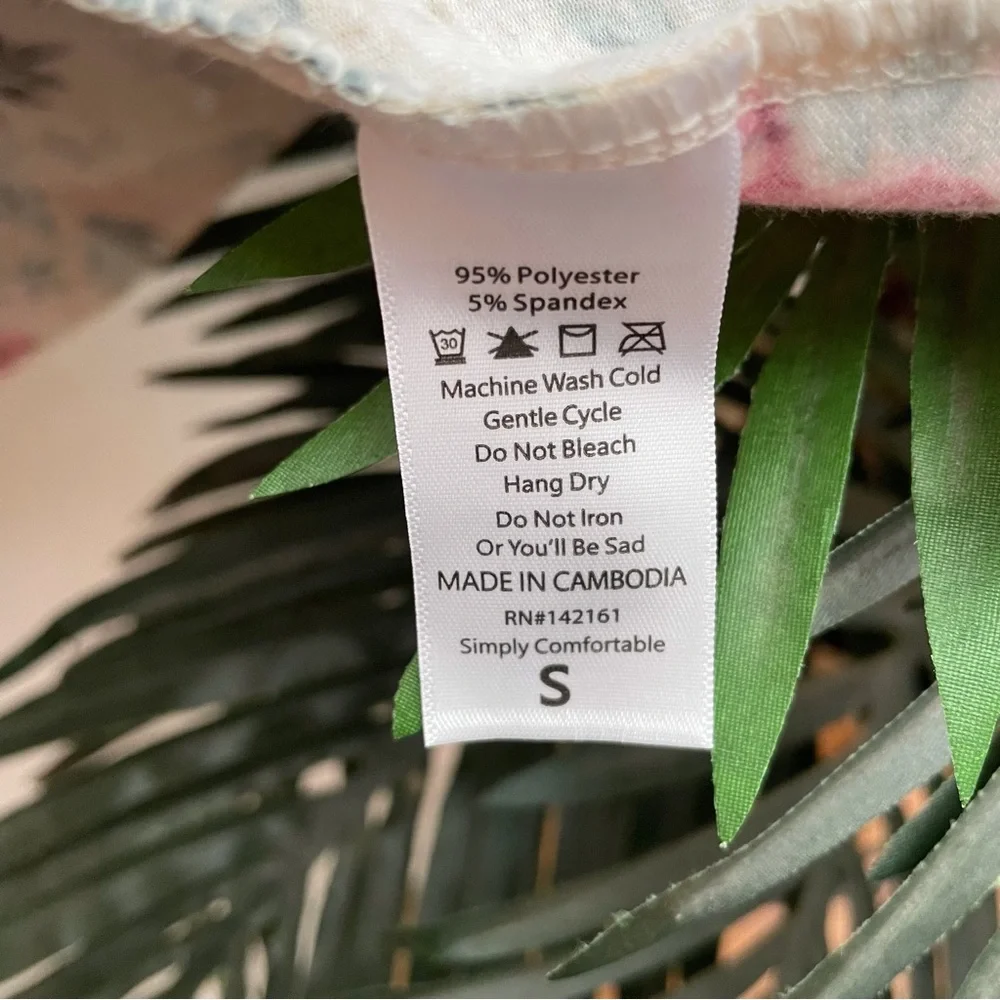 95% Polyester
5% Spandex
30
Machine Wash Cold
Gentle Cycle
Do Not Bleach
Hang Dry
Do Not Iron
Or You'll Be Sad
MADE IN CAMBODIA
RN#142161
Simply Comfortable
S